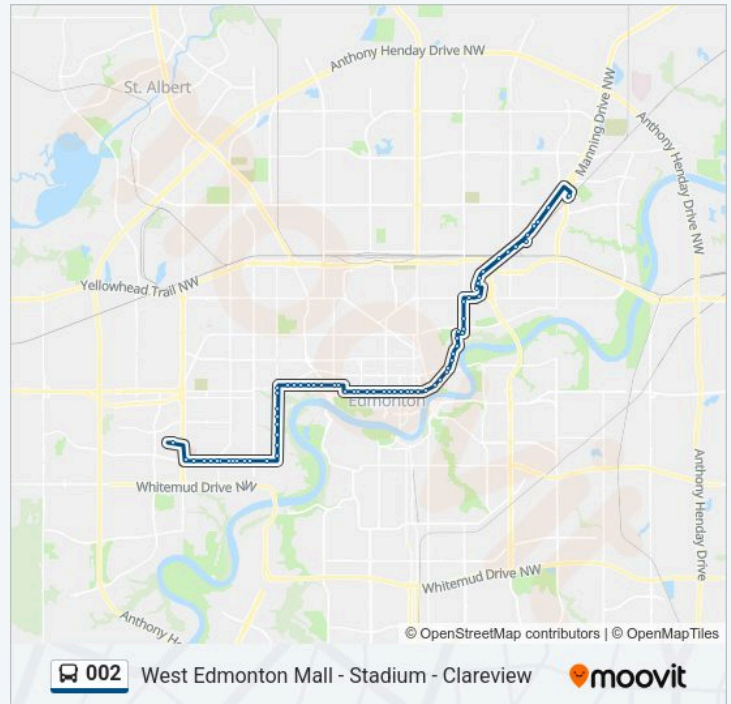 Anthony Henday Drive NW
St. Albert
Manning Drive NW
Anthony Henday Drive NW
Yellowhead Trail NW
Edmonton
Whitemud Drive NW
Anthony Henday Drive
Whitemud Drive NW
Anthony He
© OpenStreetMap contributors | © OpenMapTiles
002 West Edmonton Mall - Stadium - Clareview moovit